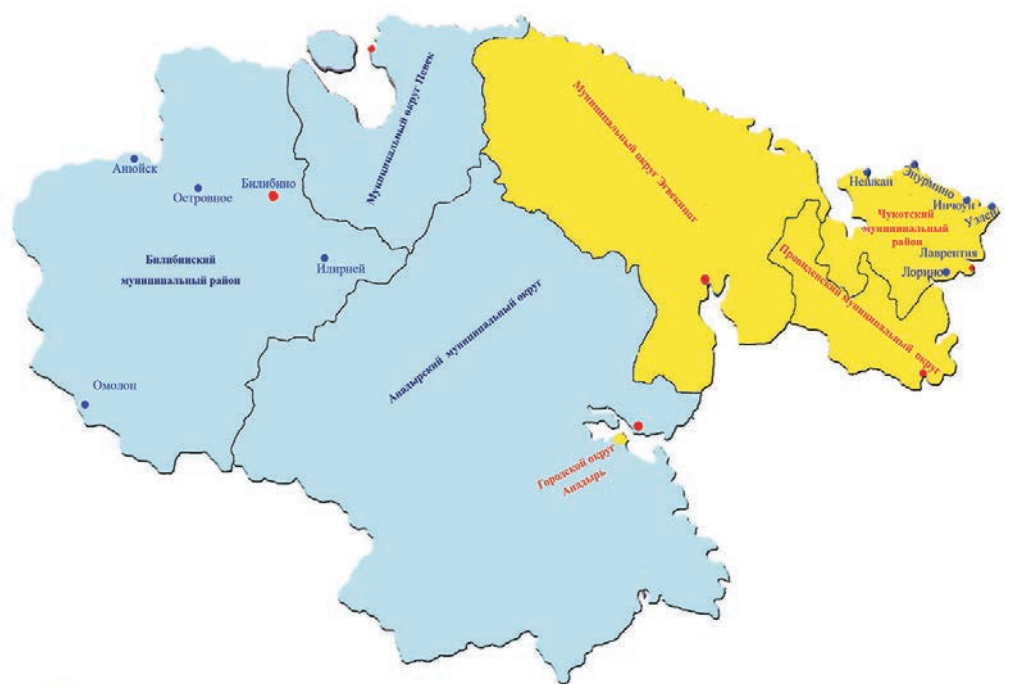 Муниципальный округ Певек
Муниципальный округ Эгвекинот
Анюйск
Островное
Билибино
Билибинский
муниципальный район
Илирней
Омолон
Анадырский муниципальный округ
Нешкан
Энурмино
Инчоун
Уэлен
Чукотский
муниципальный
район
Лаврентия
Лорино
Провиденский муниципальный округ
Городской округ
Анадырь